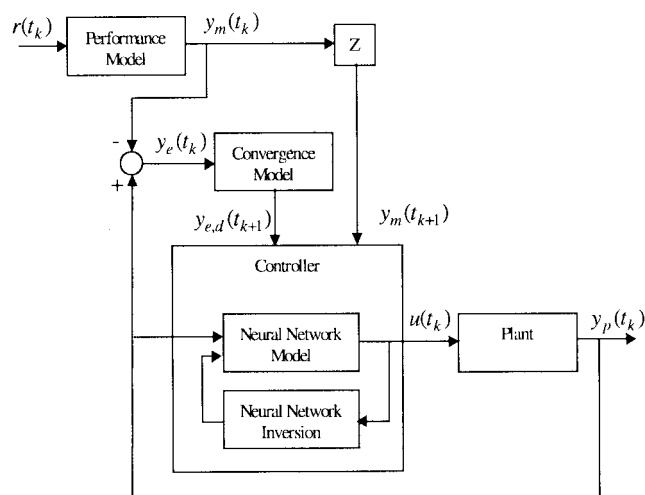 r(t_k)
Performance
Model
y_m(t_k)
Z
-
y_e(t_k)
+
Convergence
Model
y_{e,d}(t_{k+1})
y_m(t_{k+1})
Controller
Neural Network
Model
u(t_k)
Plant
y_p(t_k)
Neural Network
Inversion